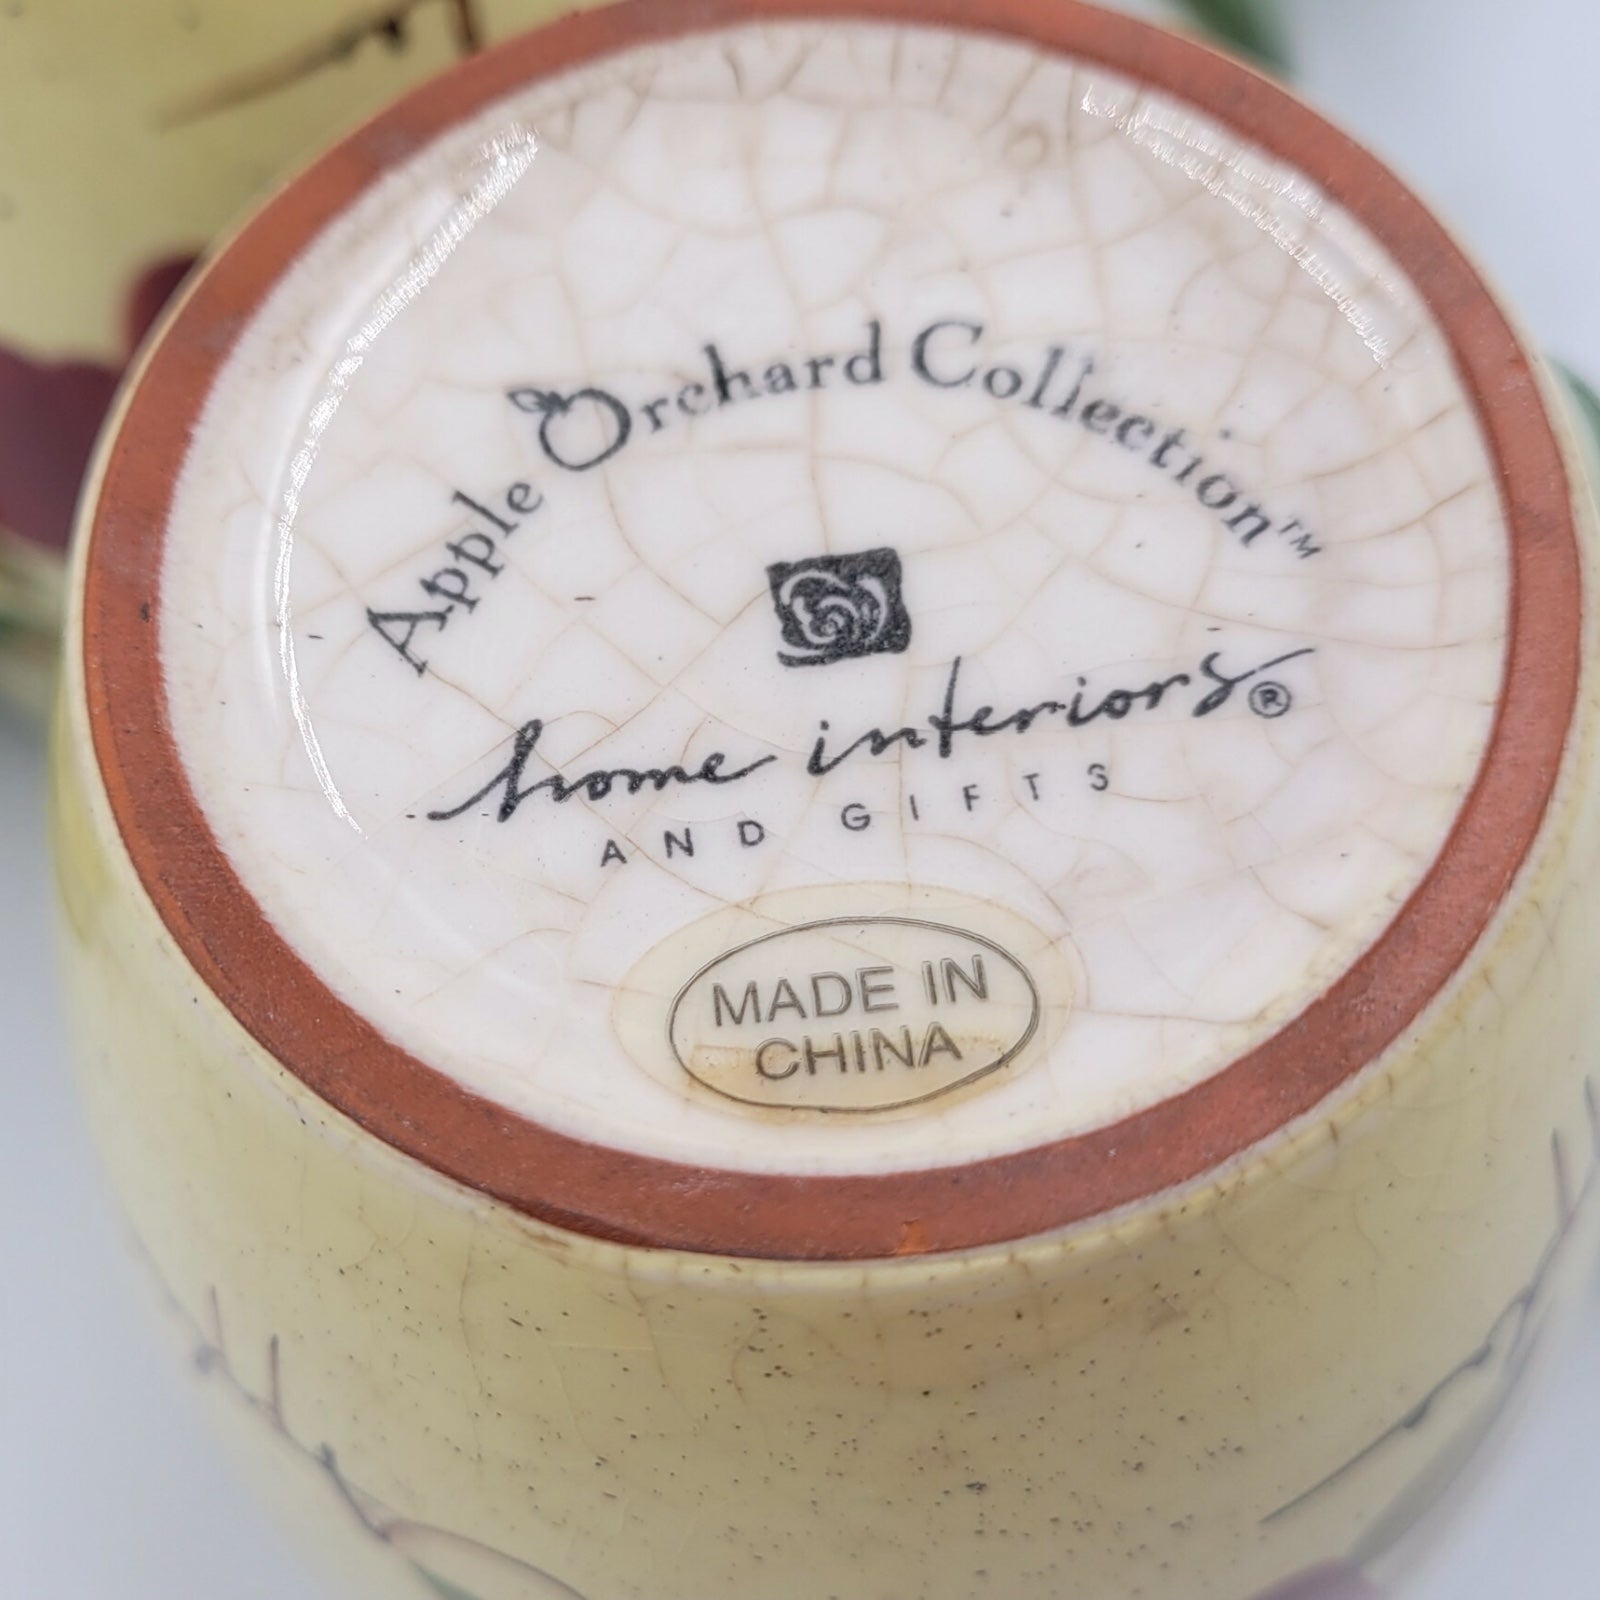 Apple Orchard Collection™
home interiors®
AND GIFTS
MADE IN
CHINA